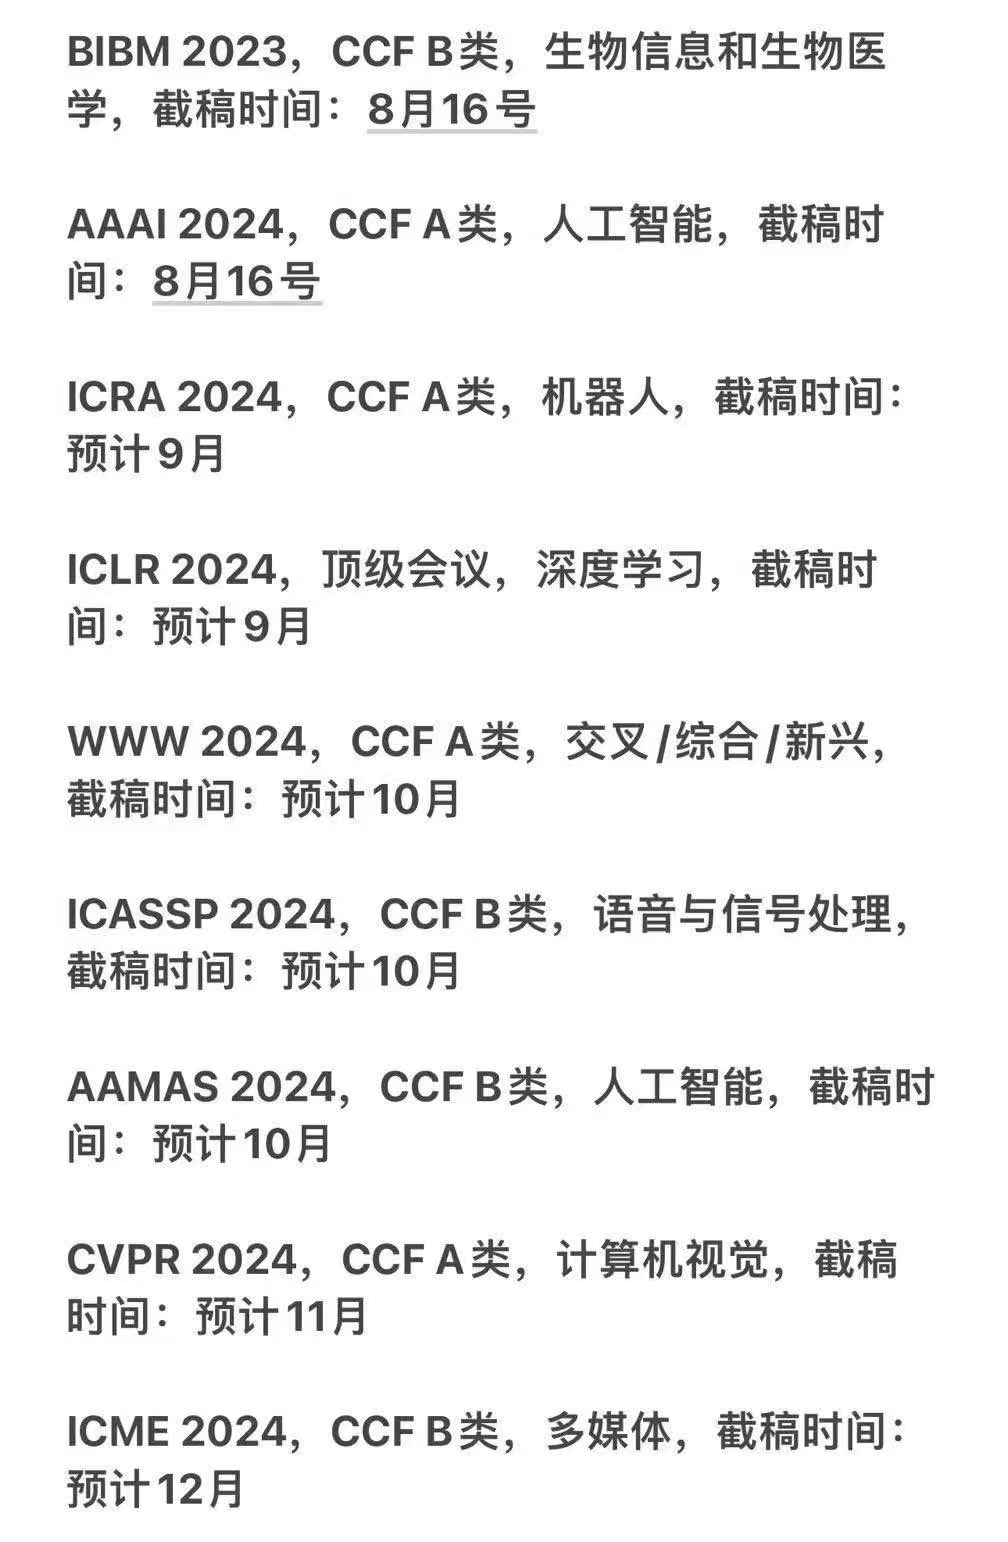 BIBM 2023，CCF B类，生物信息和生物医
学，截稿时间：8月16号
AAAI 2024，CCF A类，人工智能，截稿时
间：8月16号
ICRA 2024，CCF A类，机器人，截稿时间：
预计9月
ICLR 2024，顶级会议，深度学习，截稿时
间：预计9月
WWW 2024，CCF A类，交叉/综合/新兴，
截稿时间：预计10月
ICASSP 2024，CCF B类，语音与信号处理，
截稿时间：预计10月
AAMAS 2024，CCF B类，人工智能，截稿时
间：预计10月
CVPR 2024，CCF A类，计算机视觉，截稿
时间：预计11月
ICME 2024，CCF B类，多媒体，截稿时间：
预计12月